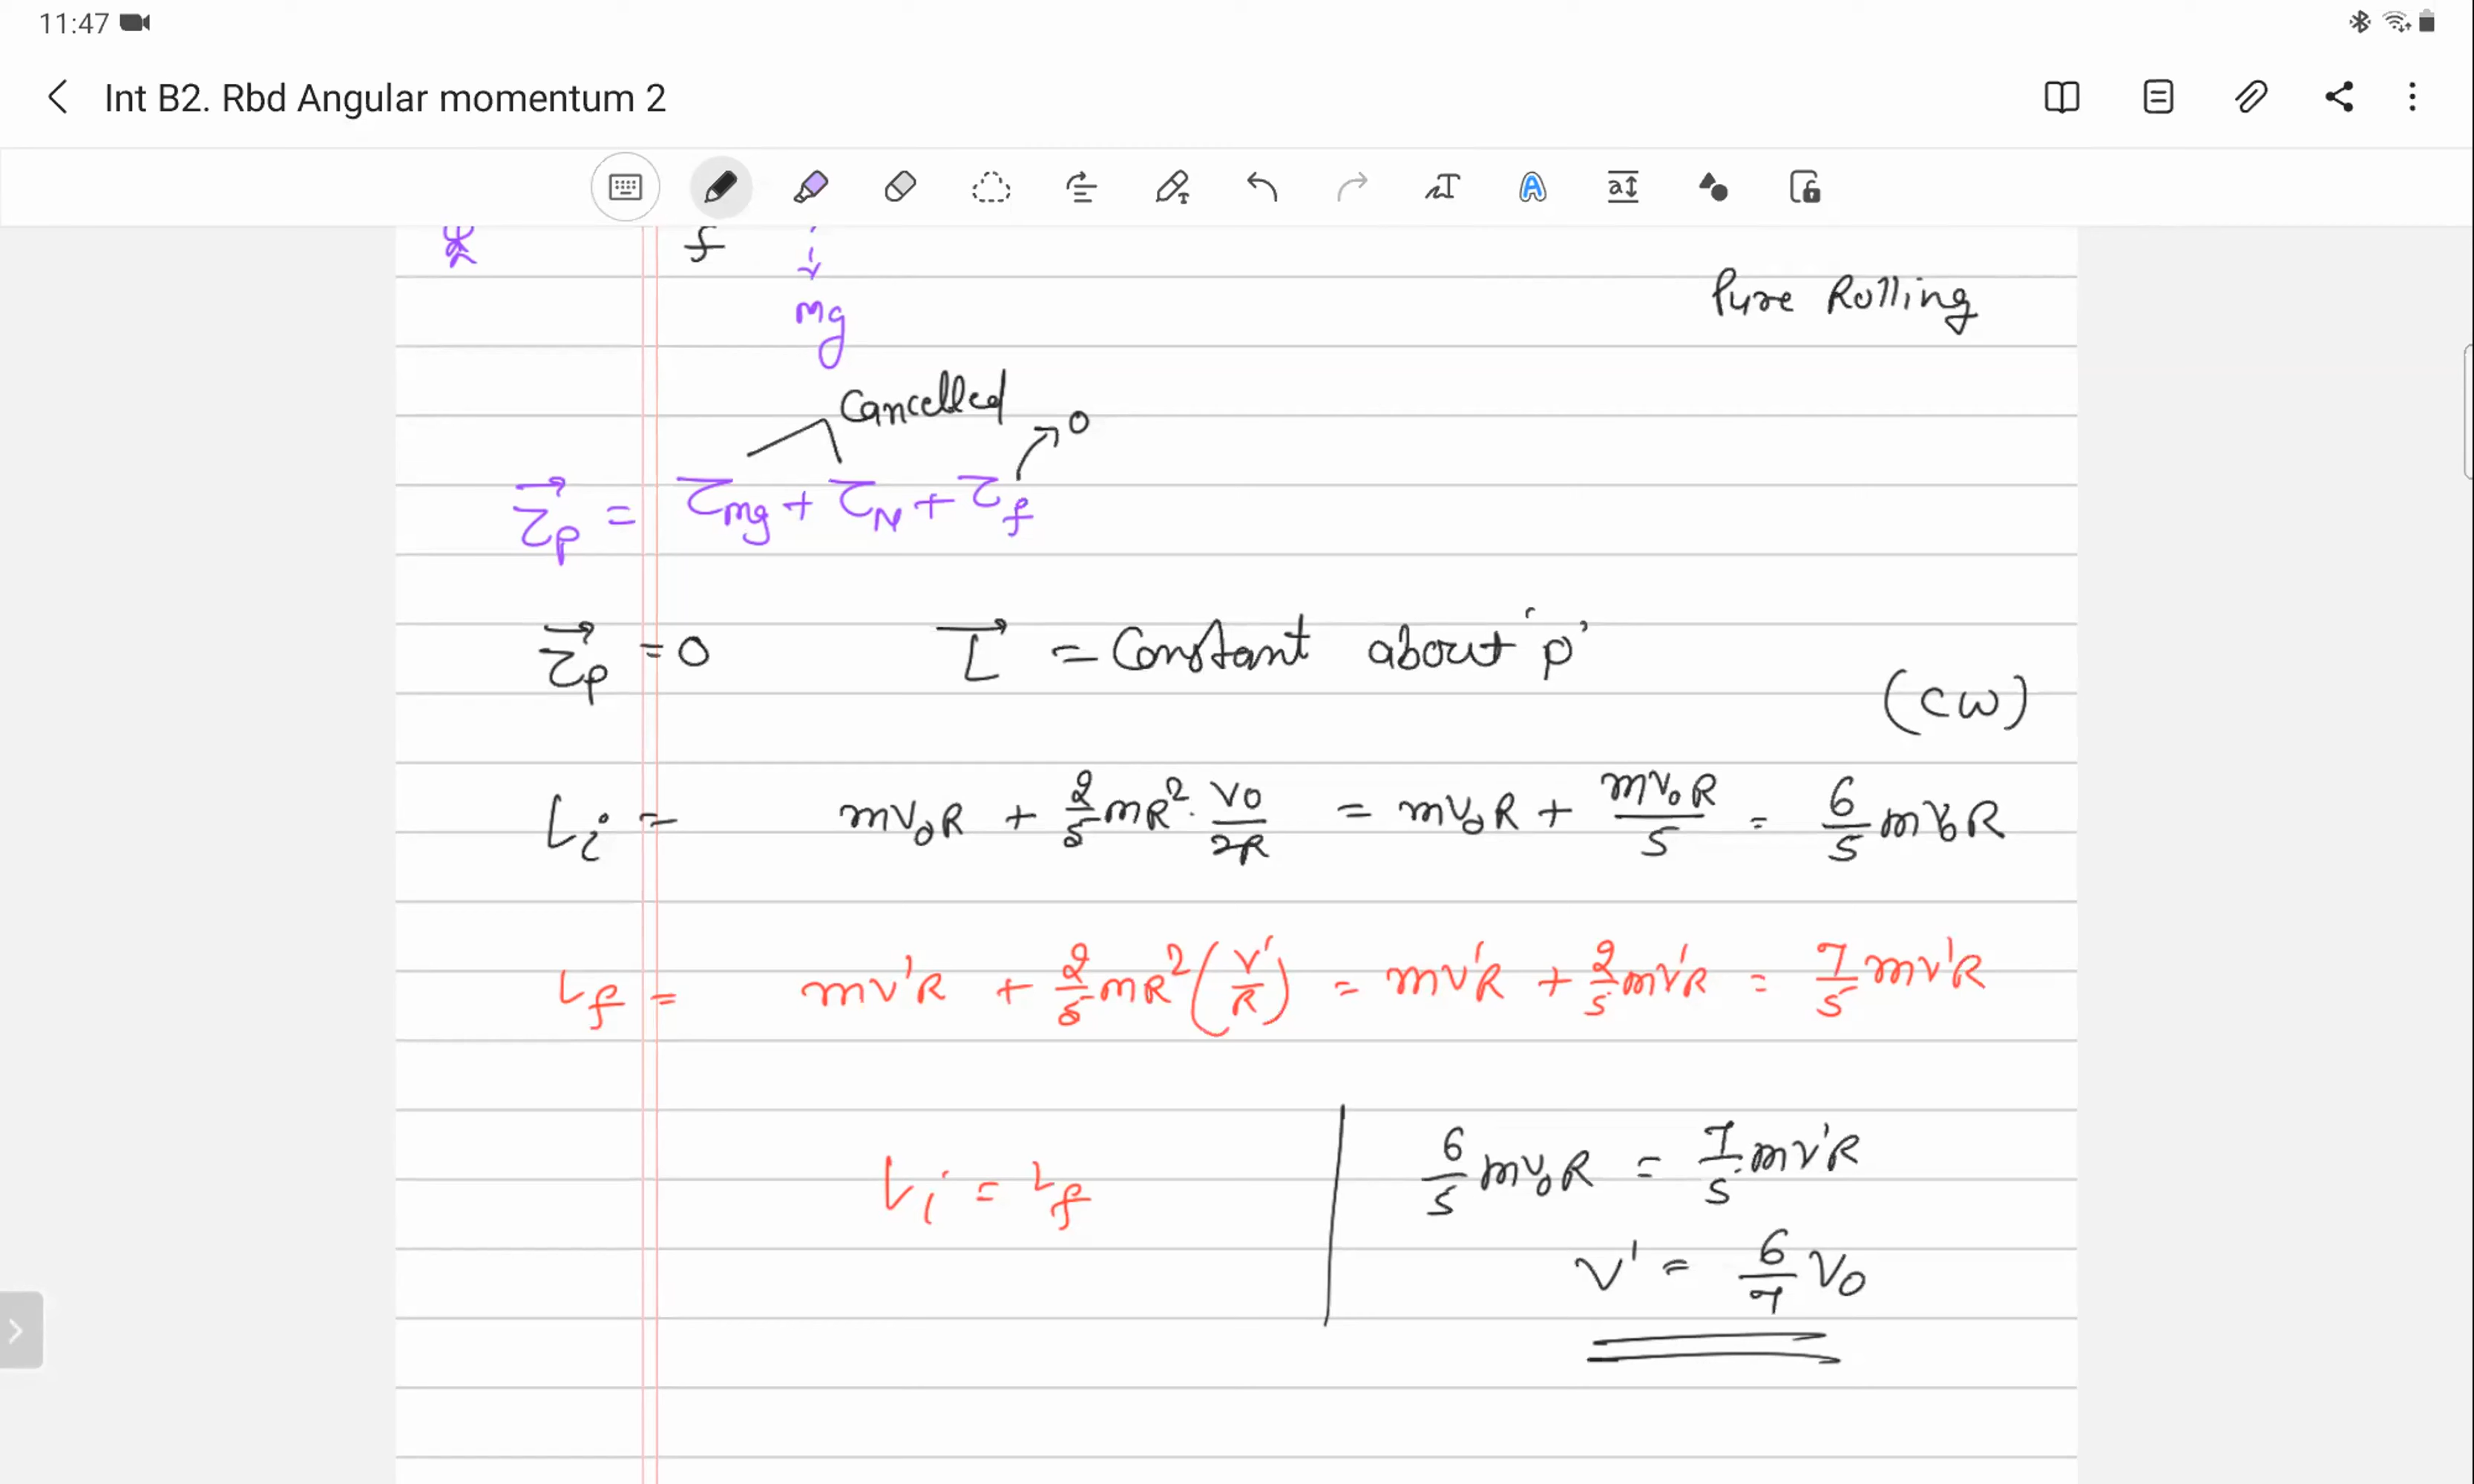 11:47
Int B2. Rbd Angular momentum 2
f
mg
Pure Rolling
Cancelled
0
τ⃗p = τmg + τN + τf
τ⃗p = 0 L⃗ = Constant about 'p'
(CW)
Li = mv₀R + 2/5 mR² · v₀/2R = mv₀R + mv₀R/5 = 6/5 mv₀R
Lf = mv'R + 2/5 mR² (v'/R) = mv'R + 2/5 mv'R = 7/5 mv'R
Li = Lf
6/5 mv₀R = 7/5 mv'R
v' = 6/7 v₀